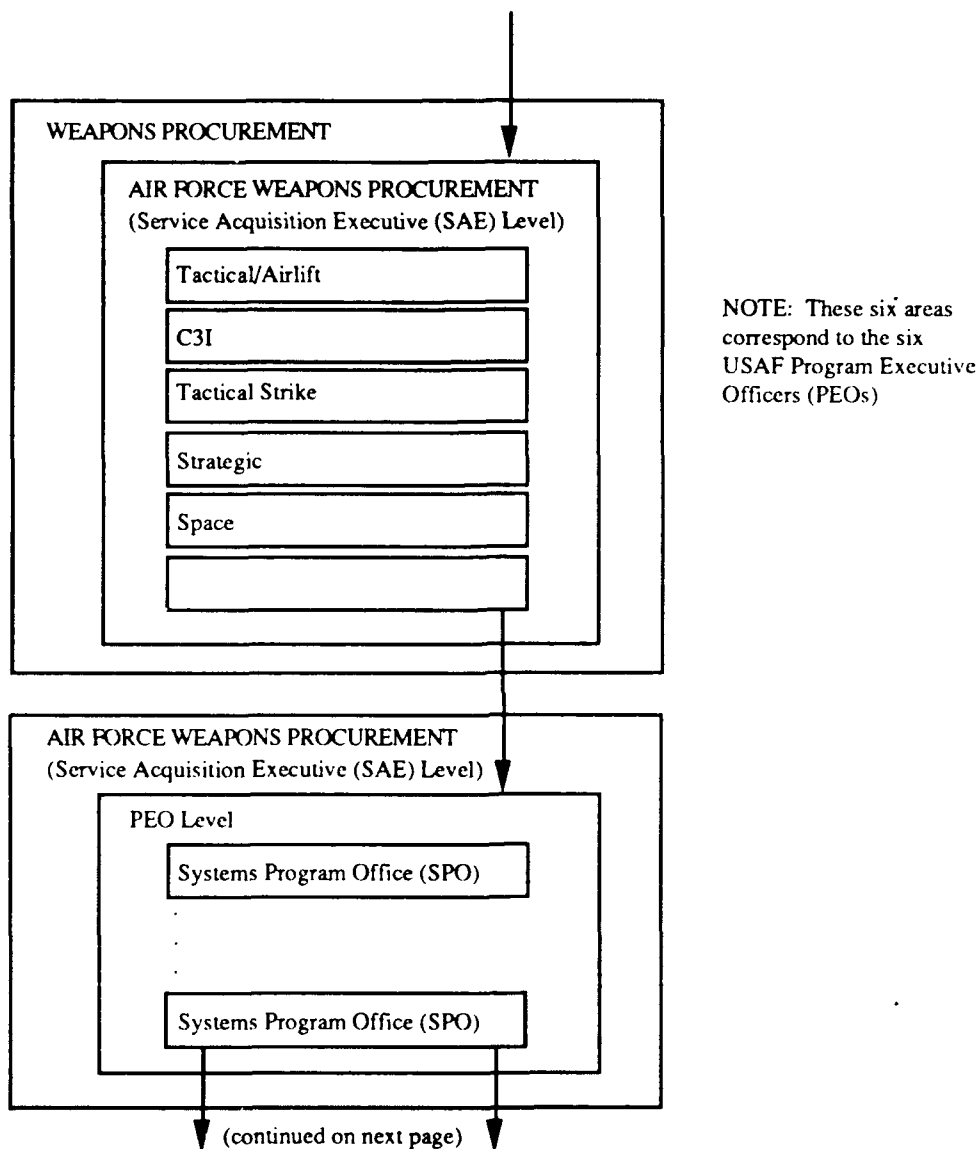 WEAPONS PROCUREMENT
AIR FORCE WEAPONS PROCUREMENT
(Service Acquisition Executive (SAE) Level)
Tactical/Airlift
C3I
Tactical Strike
Strategic
Space
NOTE: These six areas
correspond to the six
USAF Program Executive
Officers (PEOs)
AIR FORCE WEAPONS PROCUREMENT
(Service Acquisition Executive (SAE) Level)
PEO Level
Systems Program Office (SPO)
.
.
.
Systems Program Office (SPO)
(continued on next page)